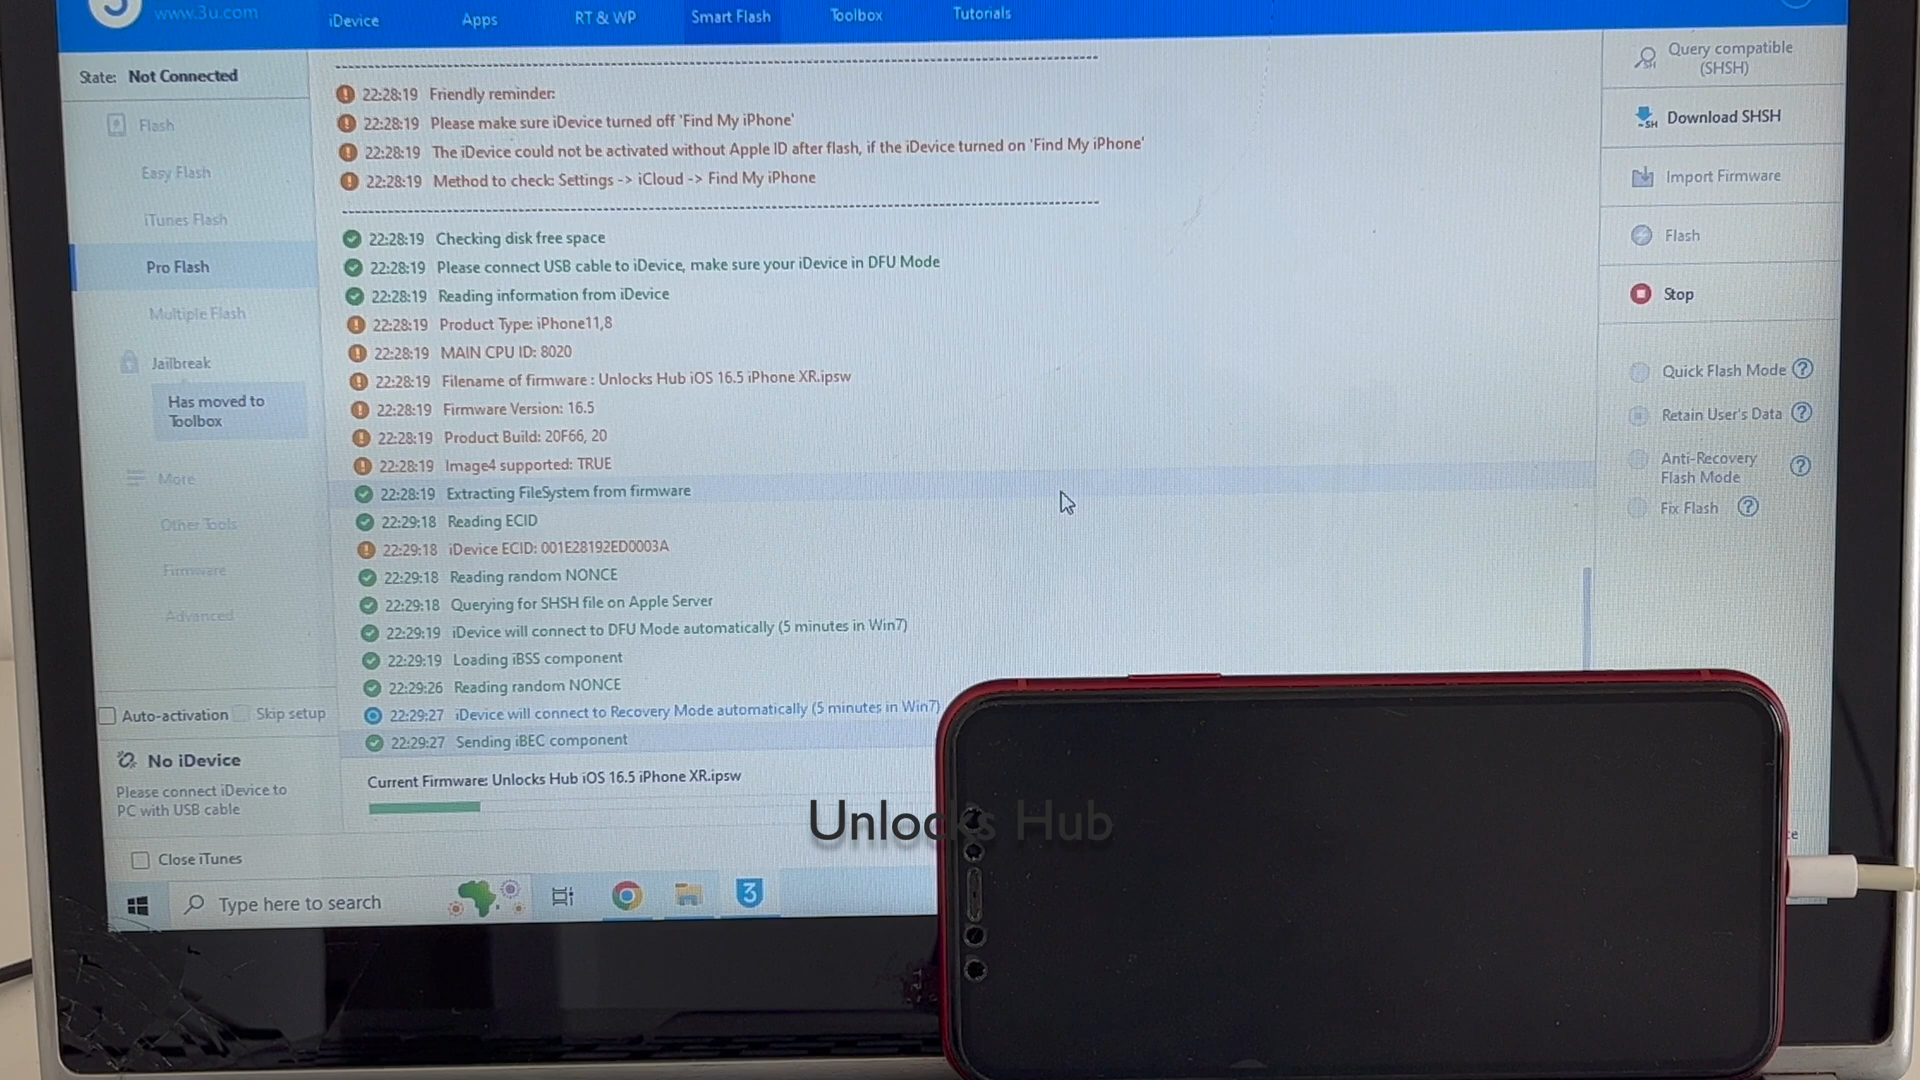 www.3u.com
iDevice
Apps
RT & WP
Smart Flash
Toolbox
Tutorials
State: Not Connected
Flash
Easy Flash
iTunes Flash
Pro Flash
Multiple Flash
Jailbreak
Has moved to
Toolbox
More
Other Tools
Firmware
Advanced
Auto-activation
Skip setup
No iDevice
Please connect iDevice to
PC with USB cable
Close iTunes
22:28:19 Friendly reminder:
22:28:19 Please make sure iDevice turned off 'Find My iPhone'
22:28:19 The iDevice could not be activated without Apple ID after flash, if the iDevice turned on 'Find My iPhone'
22:28:19 Method to check: Settings -> iCloud -> Find My iPhone
22:28:19 Checking disk free space
22:28:19 Please connect USB cable to iDevice, make sure your iDevice in DFU Mode
22:28:19 Reading information from iDevice
22:28:19 Product Type: iPhone11,8
22:28:19 MAIN CPU ID: 8020
22:28:19 Filename of firmware : Unlocks Hub iOS 16.5 iPhone XR.ipsw
22:28:19 Firmware Version: 16.5
22:28:19 Product Build: 20F66, 20
22:28:19 Image4 supported: TRUE
22:28:19 Extracting FileSystem from firmware
22:29:18 Reading ECID
22:29:18 iDevice ECID: 001E28192ED0003A
22:29:18 Reading random NONCE
22:29:18 Querying for SHSH file on Apple Server
22:29:19 iDevice will connect to DFU Mode automatically (5 minutes in Win7)
22:29:19 Loading iBSS component
22:29:26 Reading random NONCE
22:29:27 iDevice will connect to Recovery Mode automatically (5 minutes in Win7)
22:29:27 Sending iBEC component
Current Firmware: Unlocks Hub iOS 16.5 iPhone XR.ipsw
Query compatible
(SHSH)
Download SHSH
Import Firmware
Flash
Stop
Quick Flash Mode
Retain User's Data
Anti-Recovery
Flash Mode
Fix Flash
Unlocks Hub
Type here to search
3